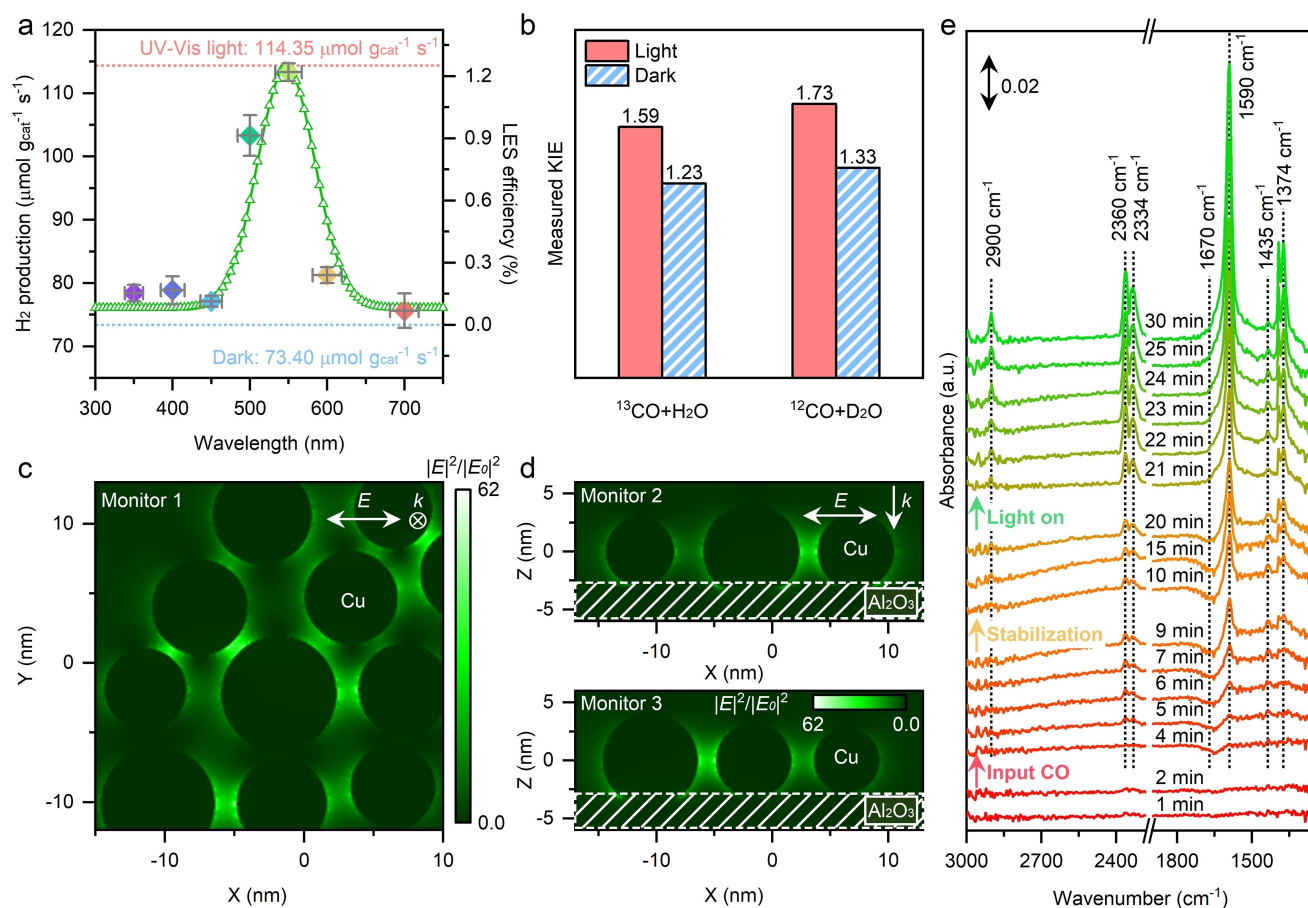 a
UV-Vis light: 114.35 μmol gcat⁻¹ s⁻¹
Dark: 73.40 μmol gcat⁻¹ s⁻¹
H₂ production (μmol gcat⁻¹ s⁻¹)
120
110
100
90
80
70
LES efficiency (%)
1.2
0.9
0.6
0.3
0.0
300 400 500 600 700
Wavelength (nm)
b
Light
Dark
Measured KIE
1.59
1.23
1.73
1.33
¹³CO+H₂O
¹²CO+D₂O
c
|E|²/|E₀|²
62
0.0
Monitor 1
E
k
Cu
Y (nm)
10
0
-10
-10 0 10
X (nm)
d
Monitor 2
E
k
Cu
Al₂O₃
Z (nm)
5
0
-5
-10 0 10
X (nm)
Monitor 3
|E|²/|E₀|²
62 0.0
Cu
Al₂O₃
Z (nm)
5
0
-5
-10 0 10
X (nm)
e
0.02
2900 cm⁻¹
2360 cm⁻¹
2334 cm⁻¹
1670 cm⁻¹
1590 cm⁻¹
1435 cm⁻¹
1374 cm⁻¹
30 min
25 min
24 min
23 min
22 min
21 min
Light on
20 min
15 min
10 min
Stabilization
9 min
7 min
6 min
5 min
4 min
Input CO
2 min
1 min
Absorbance (a.u.)
3000 2700 2400 1800 1500
Wavenumber (cm⁻¹)